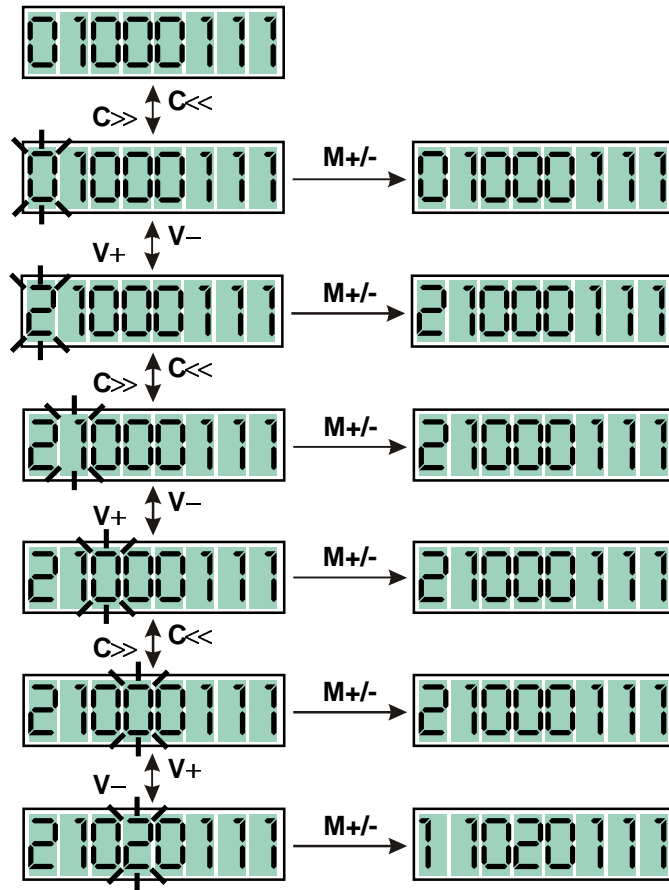 01000111
C>> C<<
01000111 M+/- 01000111
V+ V−
21000111 M+/- 21000111
C>> C<<
21000111 M+/- 21000111
V+ V−
21000111 M+/- 21000111
C>> C<<
21000111 M+/- 21000111
V− V+
21020111 M+/- 11020111